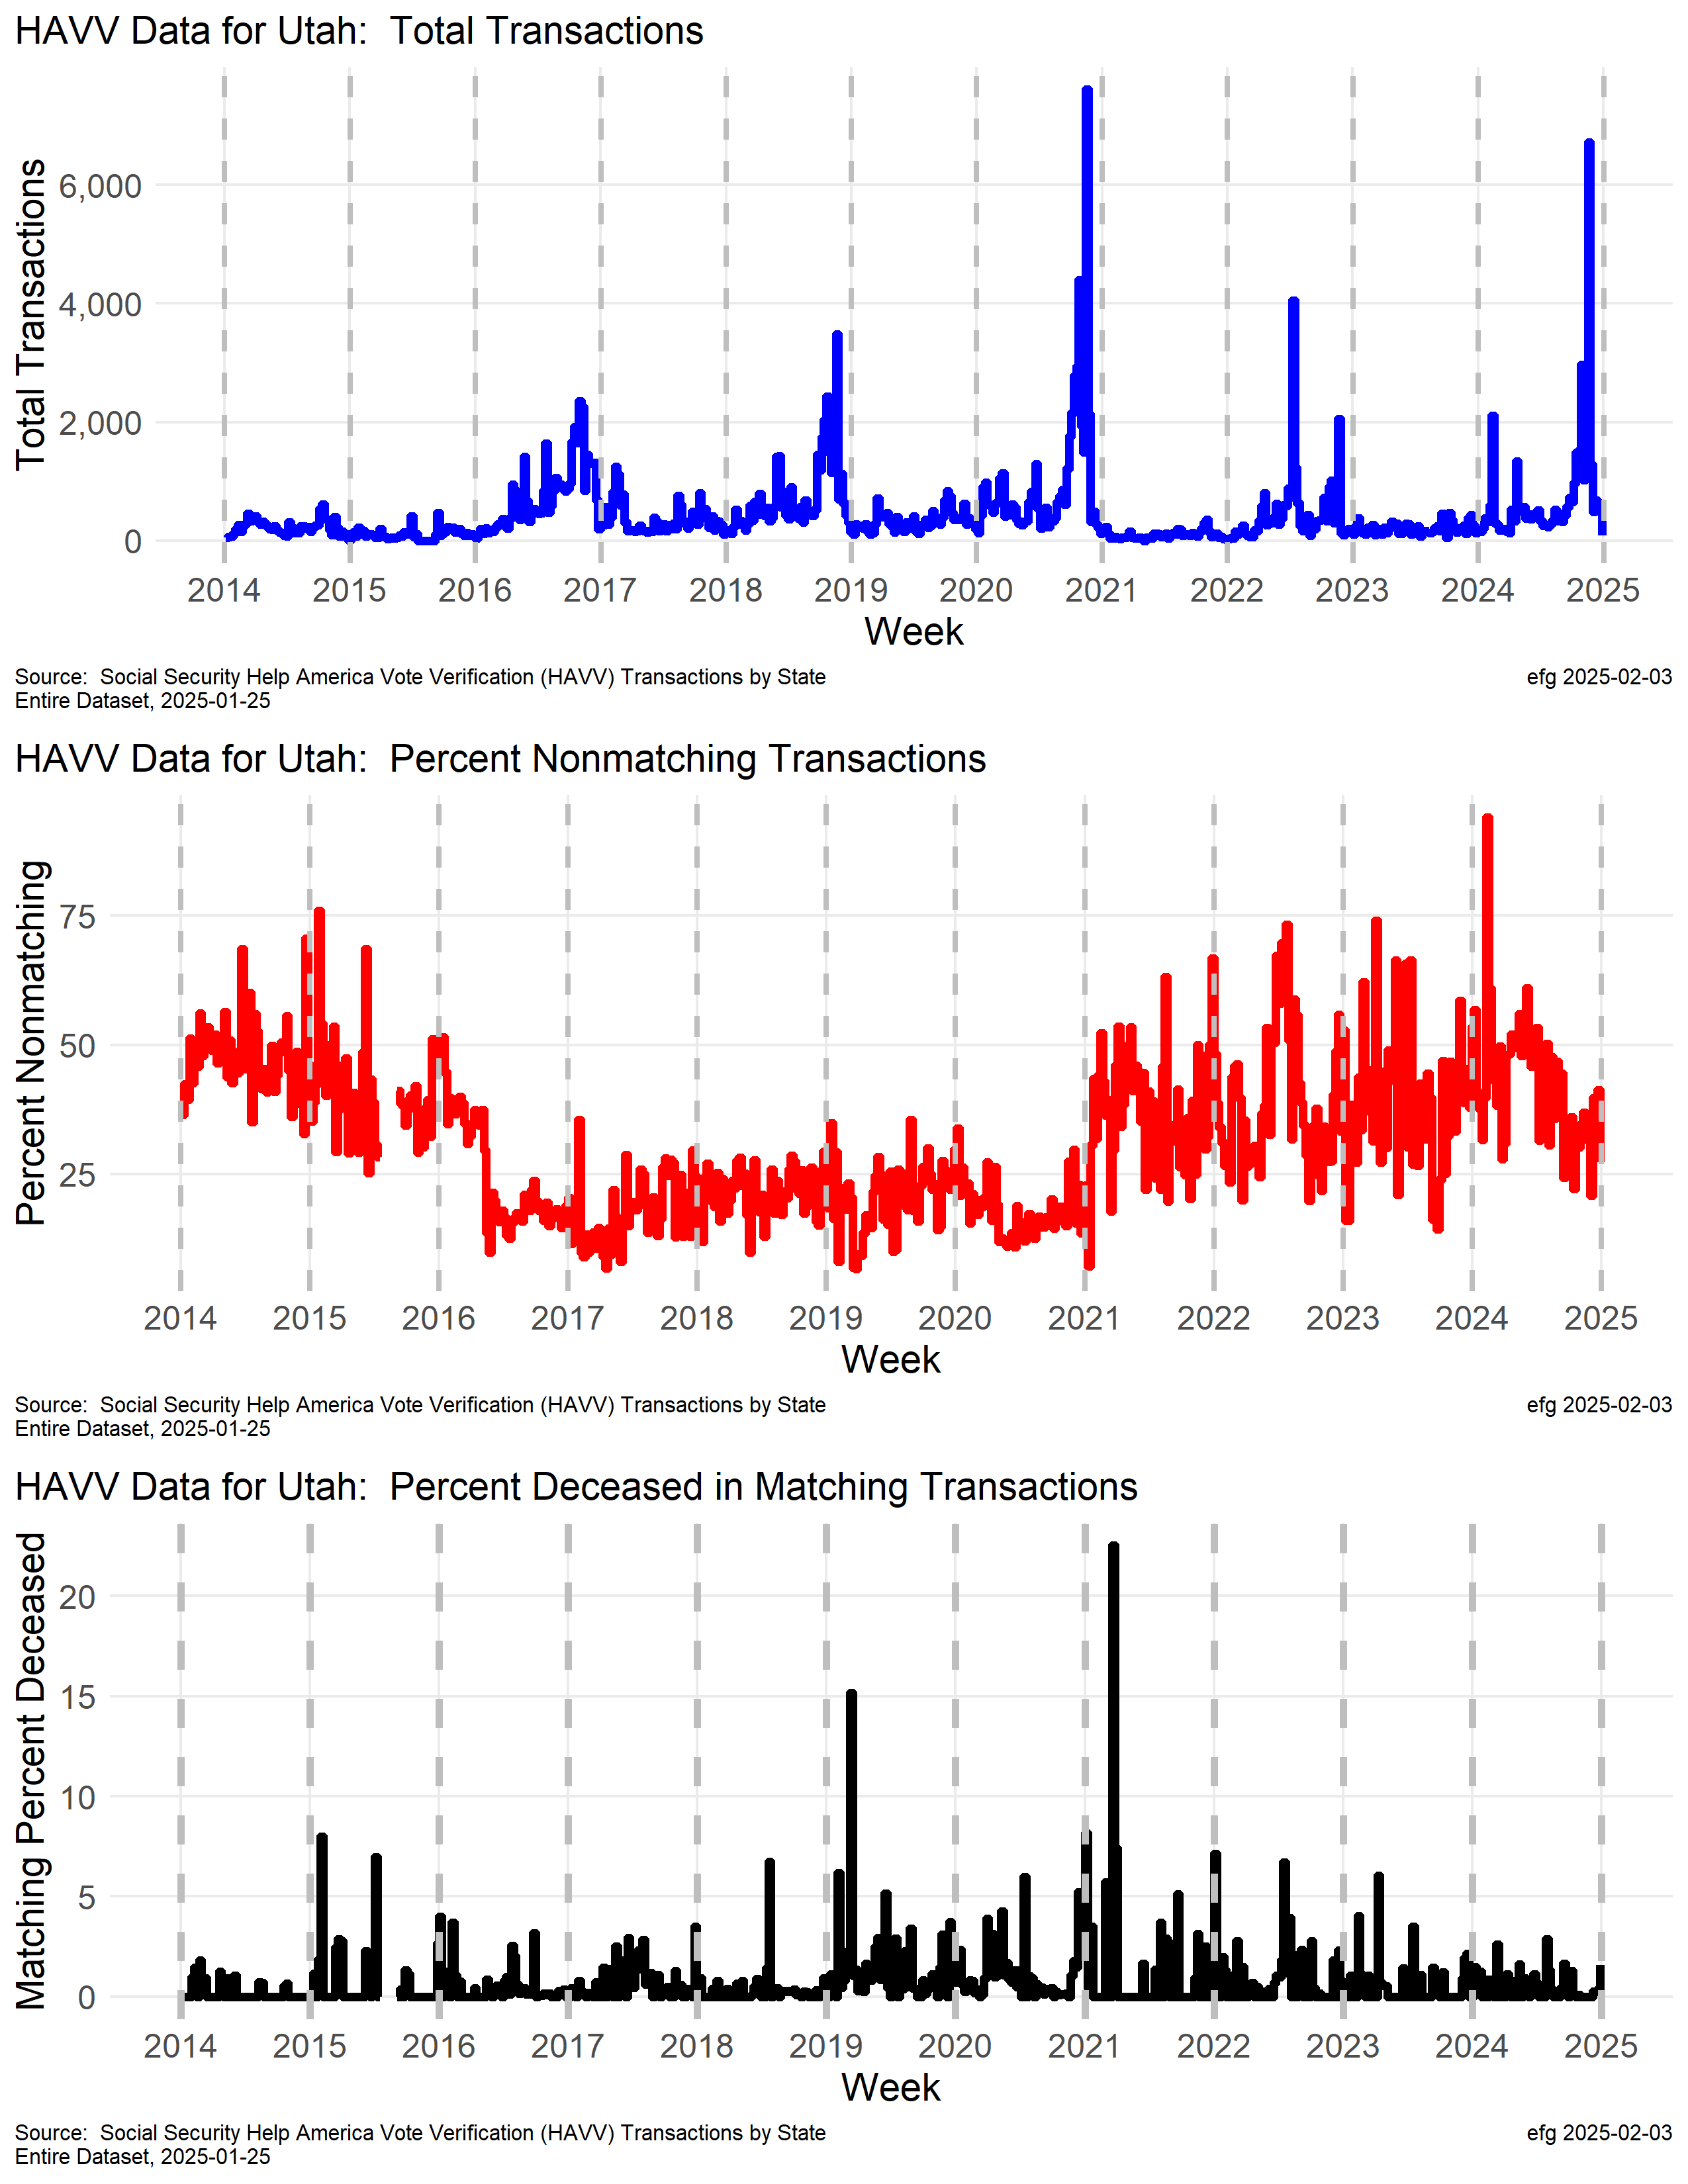 HAVV Data for Utah:  Total Transactions
Total Transactions
6,000
4,000
2,000
0
2014 2015 2016 2017 2018 2019 2020 2021 2022 2023 2024 2025
Week
Source:  Social Security Help America Vote Verification (HAVV) Transactions by State efg 2025-02-03
Entire Dataset, 2025-01-25
HAVV Data for Utah:  Percent Nonmatching Transactions
Percent Nonmatching
75
50
25
2014 2015 2016 2017 2018 2019 2020 2021 2022 2023 2024 2025
Week
Source:  Social Security Help America Vote Verification (HAVV) Transactions by State efg 2025-02-03
Entire Dataset, 2025-01-25
HAVV Data for Utah:  Percent Deceased in Matching Transactions
Matching Percent Deceased
20
15
10
5
0
2014 2015 2016 2017 2018 2019 2020 2021 2022 2023 2024 2025
Week
Source:  Social Security Help America Vote Verification (HAVV) Transactions by State efg 2025-02-03
Entire Dataset, 2025-01-25